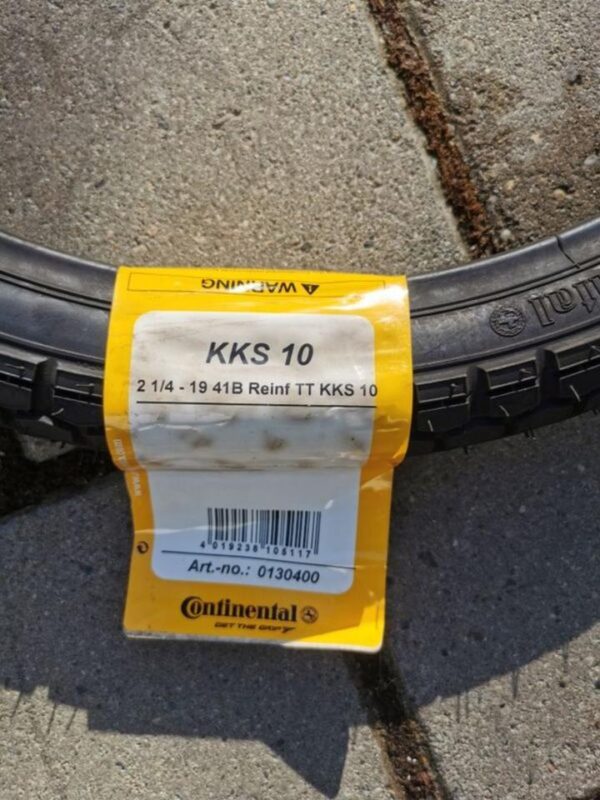 WARNING
KKS 10
2 1/4 - 19 41B Reinf TT KKS 10
4 019238 105117
Art.-no.: 0130400
Continental
GET THE GRIP